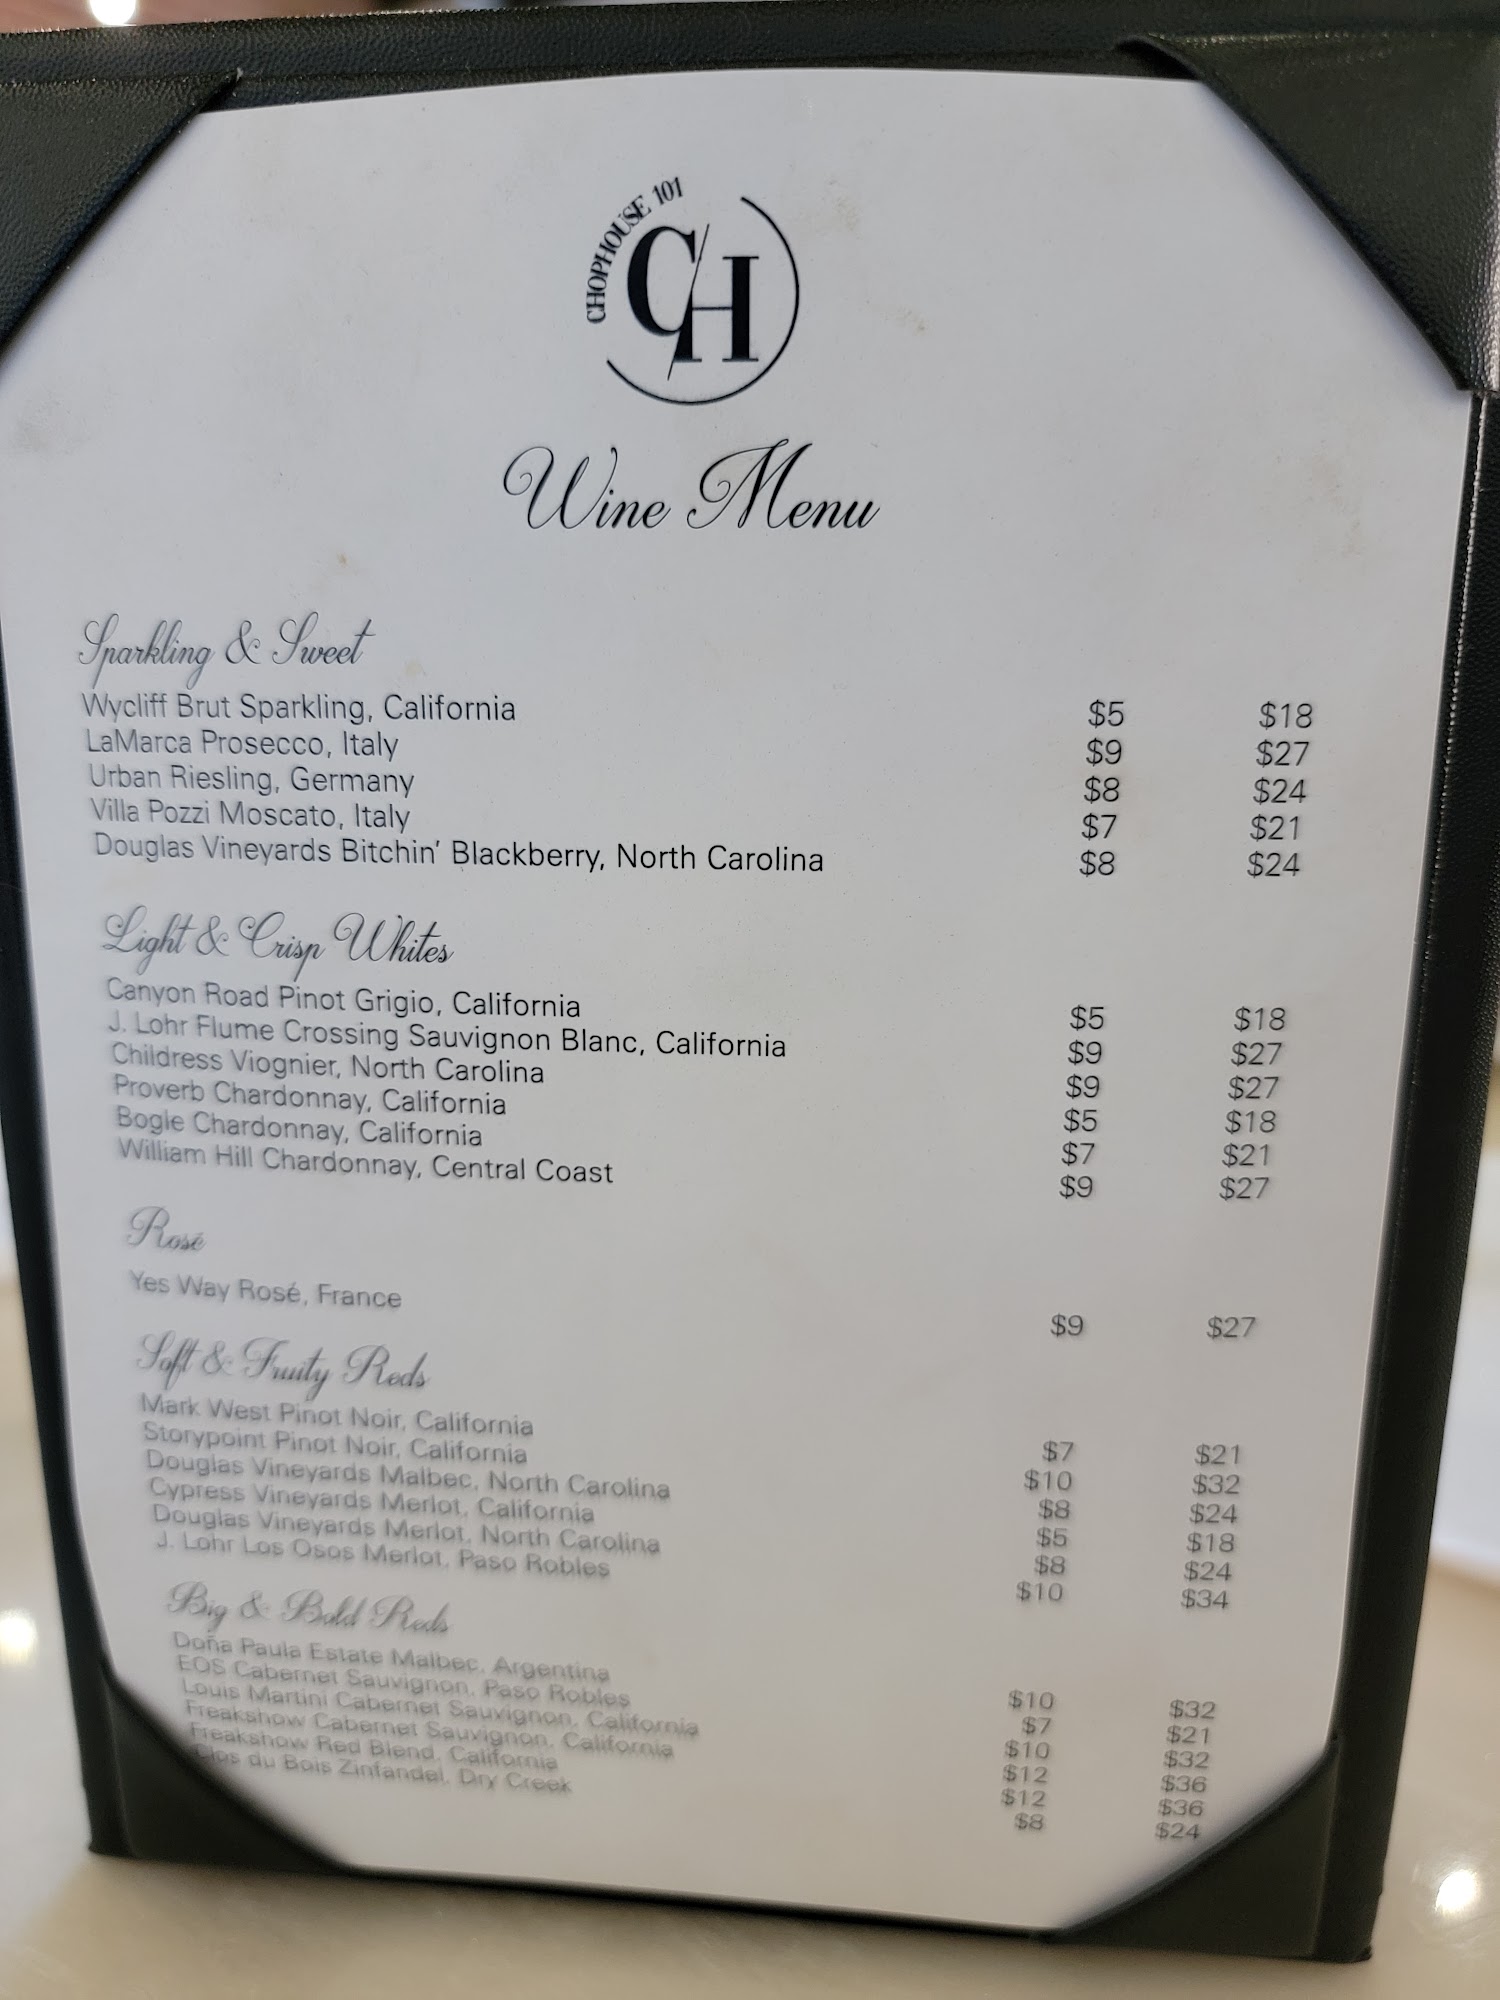 CHOPHOUSE 101
CH
Wine Menu
Sparkling & Sweet
Wycliff Brut Sparkling, California $5 $18
LaMarca Prosecco, Italy $9 $27
Urban Riesling, Germany $8 $24
Villa Pozzi Moscato, Italy $7 $21
Douglas Vineyards Bitchin' Blackberry, North Carolina $8 $24
Light & Crisp Whites
Canyon Road Pinot Grigio, California $5 $18
J. Lohr Flume Crossing Sauvignon Blanc, California $9 $27
Childress Viognier, North Carolina $9 $27
Proverb Chardonnay, California $5 $18
Bogle Chardonnay, California $7 $21
William Hill Chardonnay, Central Coast $9 $27
Rosé
Yes Way Rosé, France $9 $27
Soft & Fruity Reds
Mark West Pinot Noir, California $7 $21
Storypoint Pinot Noir, California $10 $32
Douglas Vineyards Malbec, North Carolina $8 $24
Cypress Vineyards Merlot, California $5 $18
Douglas Vineyards Merlot, North Carolina $8 $24
J. Lohr Los Osos Merlot, Paso Robles $10 $34
Big & Bold Reds
Doña Paula Estate Malbec, Argentina $10 $32
EOS Cabernet Sauvignon, Paso Robles $7 $21
Louis Martini Cabernet Sauvignon, California $10 $32
Freakshow Cabernet Sauvignon, California $12 $36
Freakshow Red Blend, California $12 $36
Clos du Bois Zinfandel, Dry Creek $8 $24